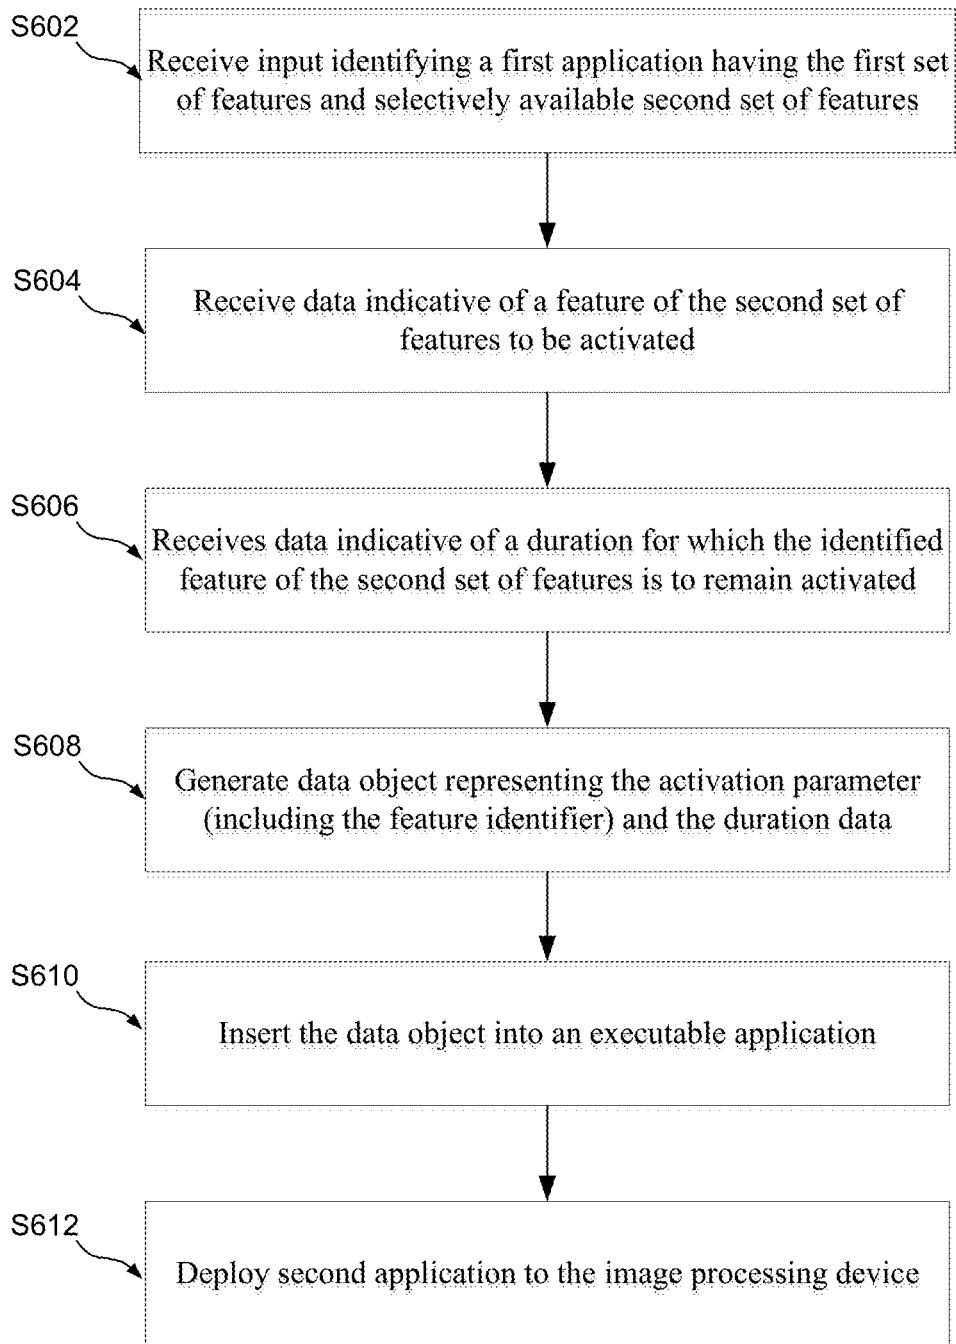 S602
Receive input identifying a first application having the first set
of features and selectively available second set of features
S604
Receive data indicative of a feature of the second set of
features to be activated
S606
Receives data indicative of a duration for which the identified
feature of the second set of features is to remain activated
S608
Generate data object representing the activation parameter
(including the feature identifier) and the duration data
S610
Insert the data object into an executable application
S612
Deploy second application to the image processing device